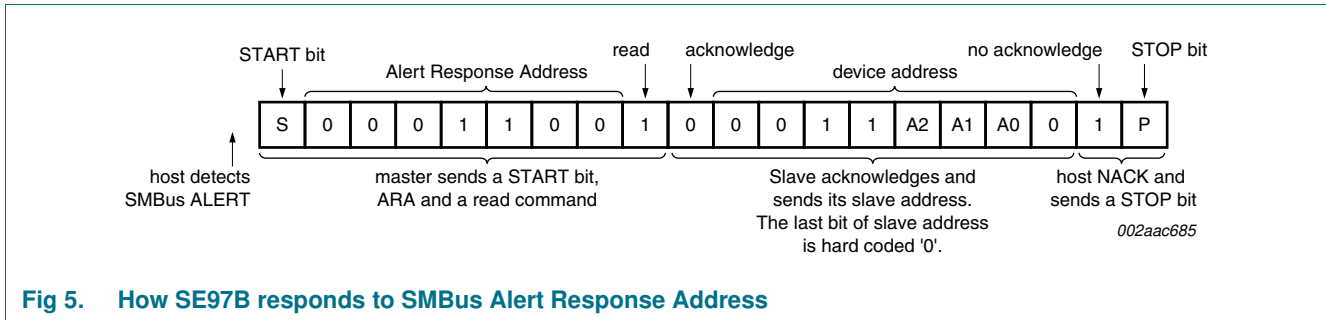 START bit
Alert Response Address
read
acknowledge
device address
no acknowledge
STOP bit
S 0 0 0 1 1 0 0 1 0 0 0 1 1 A2 A1 A0 0 1 P
host detects
SMBus ALERT
master sends a START bit,
ARA and a read command
Slave acknowledges and
sends its slave address.
The last bit of slave address
is hard coded '0'.
host NACK and
sends a STOP bit
002aac685
Fig 5. How SE97B responds to SMBus Alert Response Address